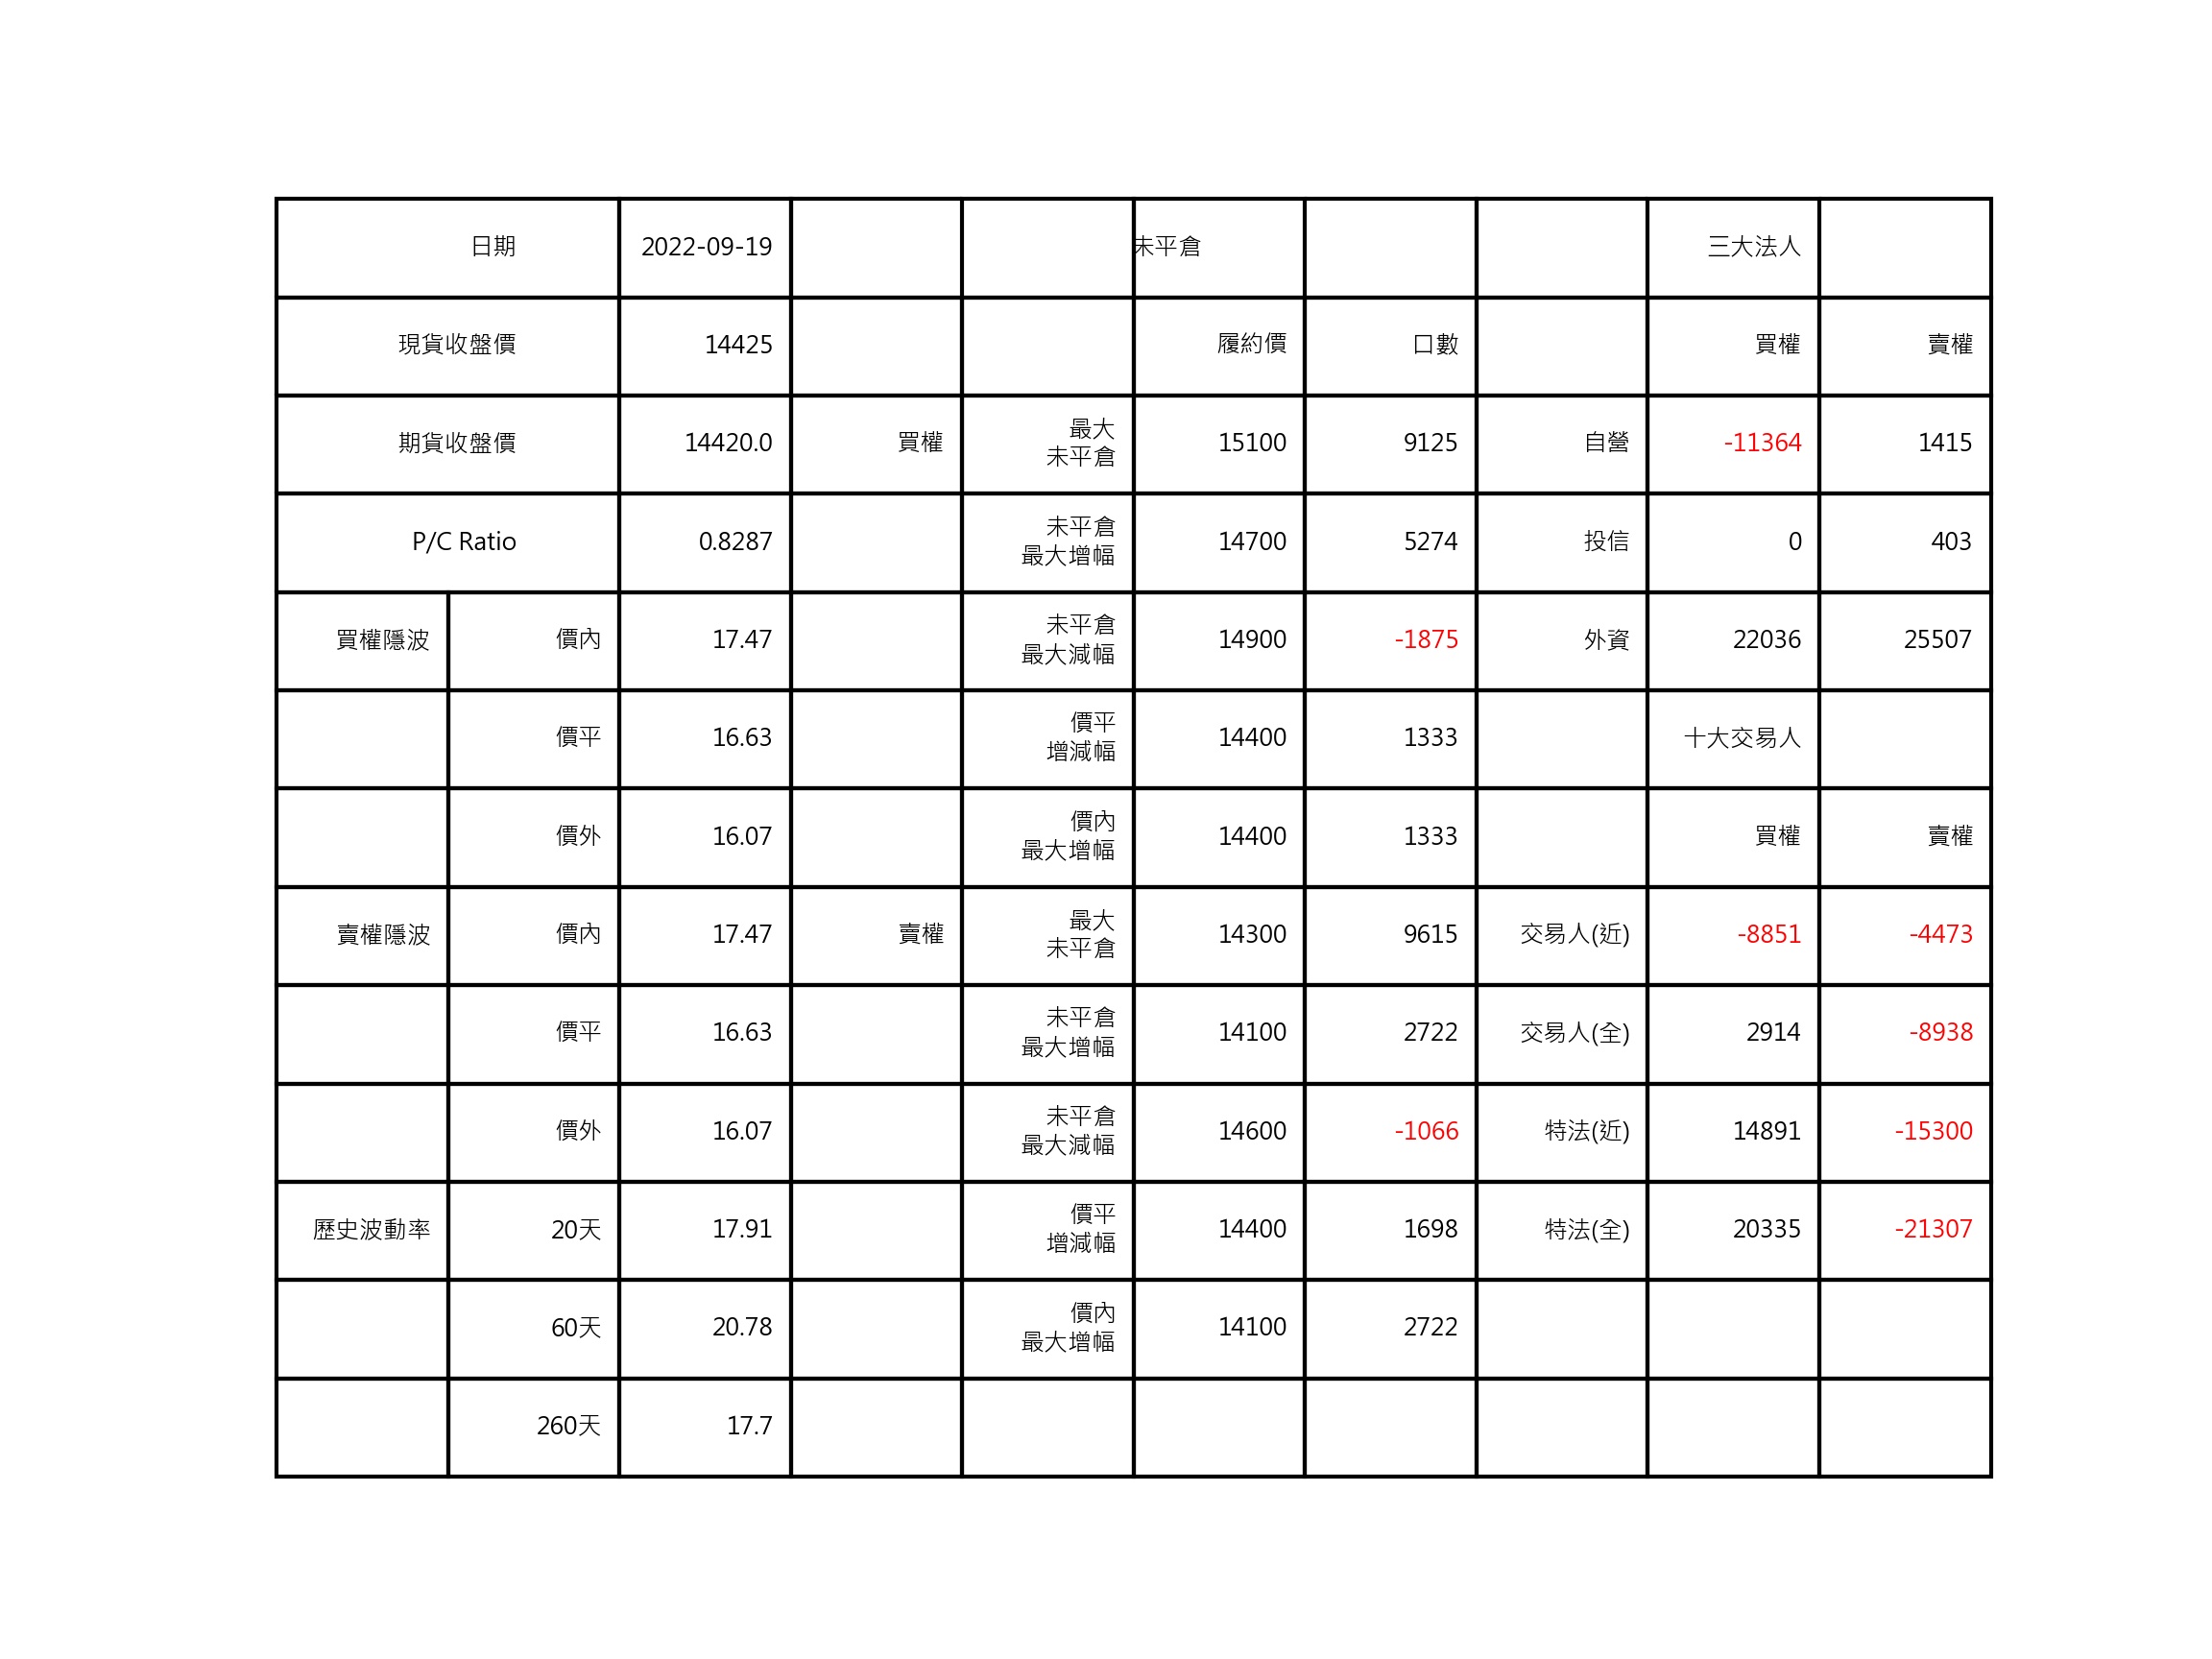 日期 2022-09-19 未平倉 三大法人
現貨收盤價 14425 履約價 口數 買權 賣權
期貨收盤價 14420.0 買權 最大
未平倉 15100 9125 自營 -11364 1415
P/C Ratio 0.8287 未平倉
最大增幅 14700 5274 投信 0 403
買權隱波 價內 17.47 未平倉
最大減幅 14900 -1875 外資 22036 25507
價平 16.63 價平
增減幅 14400 1333 十大交易人
價外 16.07 價內
最大增幅 14400 1333 買權 賣權
賣權隱波 價內 17.47 賣權 最大
未平倉 14300 9615 交易人(近) -8851 -4473
價平 16.63 未平倉
最大增幅 14100 2722 交易人(全) 2914 -8938
價外 16.07 未平倉
最大減幅 14600 -1066 特法(近) 14891 -15300
歷史波動率 20天 17.91 價平
增減幅 14400 1698 特法(全) 20335 -21307
60天 20.78 價內
最大增幅 14100 2722
260天 17.7